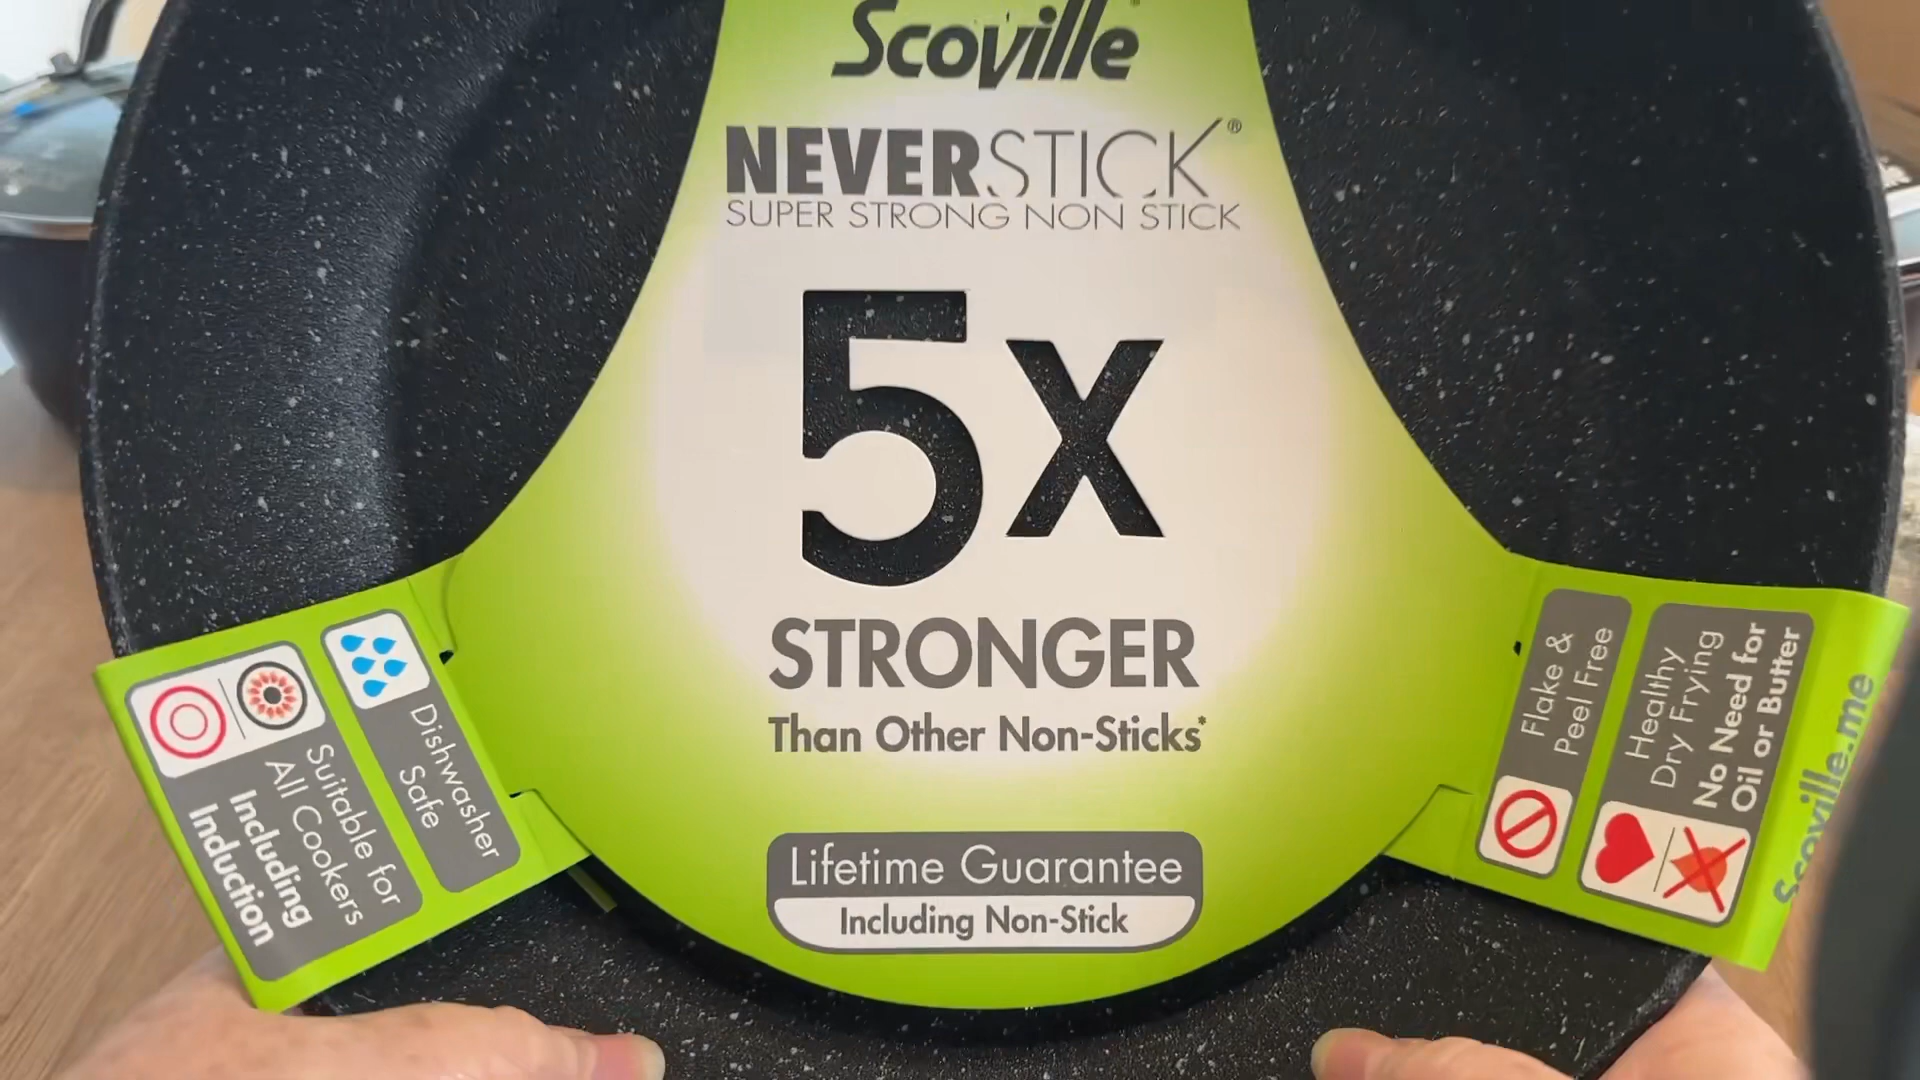 Scoville
NEVERSTICK®
SUPER STRONG NON STICK
5x
STRONGER
Than Other Non-Sticks*
Lifetime Guarantee
Including Non-Stick
Dishwasher
Safe
Suitable for
All Cookers
Including
Induction
Flake &
Peel Free
Healthy
Dry Frying
No Need for
Oil or Butter
Scoville.me